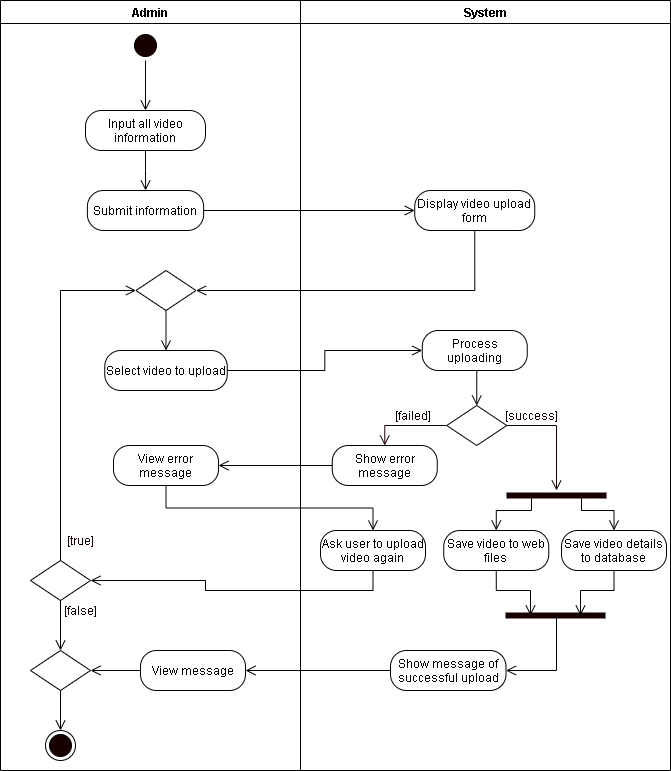 Admin
System
Input all video
information
Submit information
Display video upload
form
Select video to upload
Process
uploading
[failed]
[success]
View error
message
Show error
message
[true]
Ask user to upload
video again
Save video to web
files
Save video details
to database
[false]
View message
Show message of
successful upload